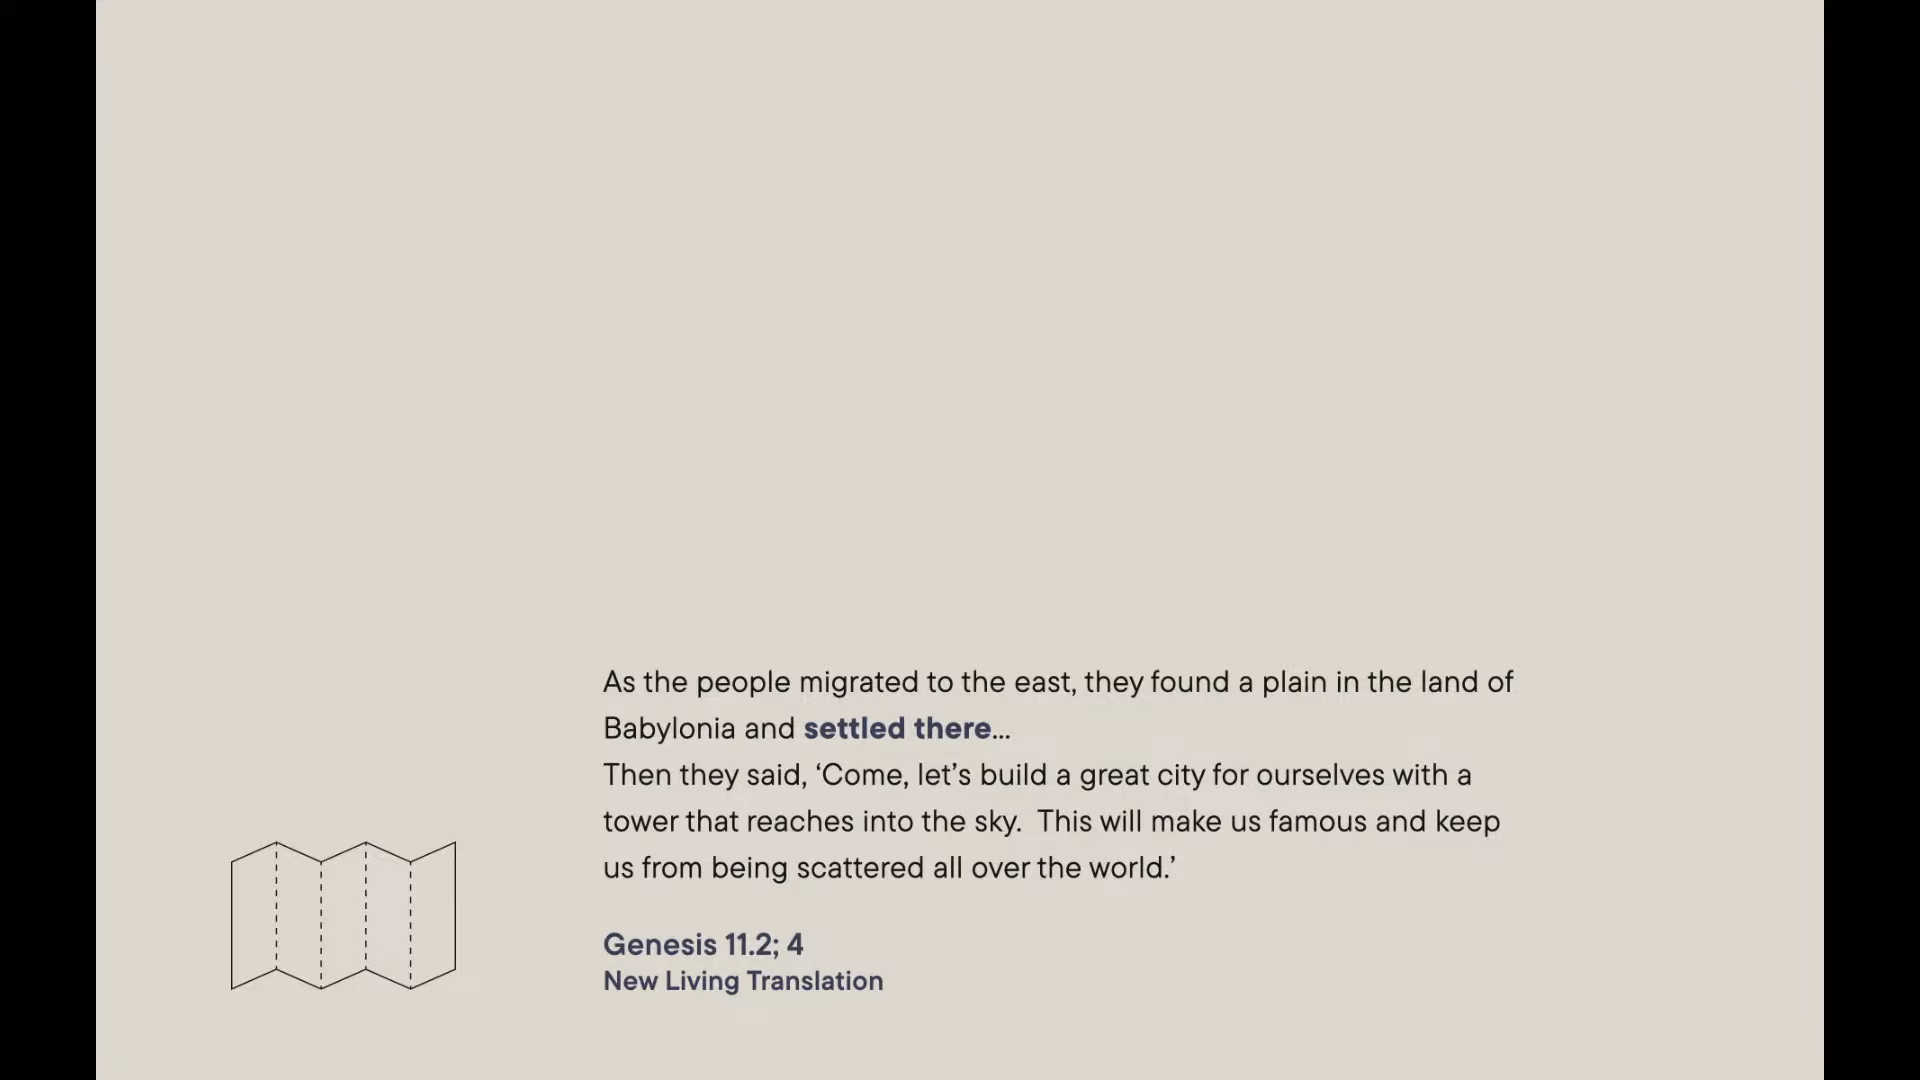 As the people migrated to the east, they found a plain in the land of
Babylonia and settled there...
Then they said, ‘Come, let’s build a great city for ourselves with a
tower that reaches into the sky.  This will make us famous and keep
us from being scattered all over the world.’
Genesis 11.2; 4
New Living Translation